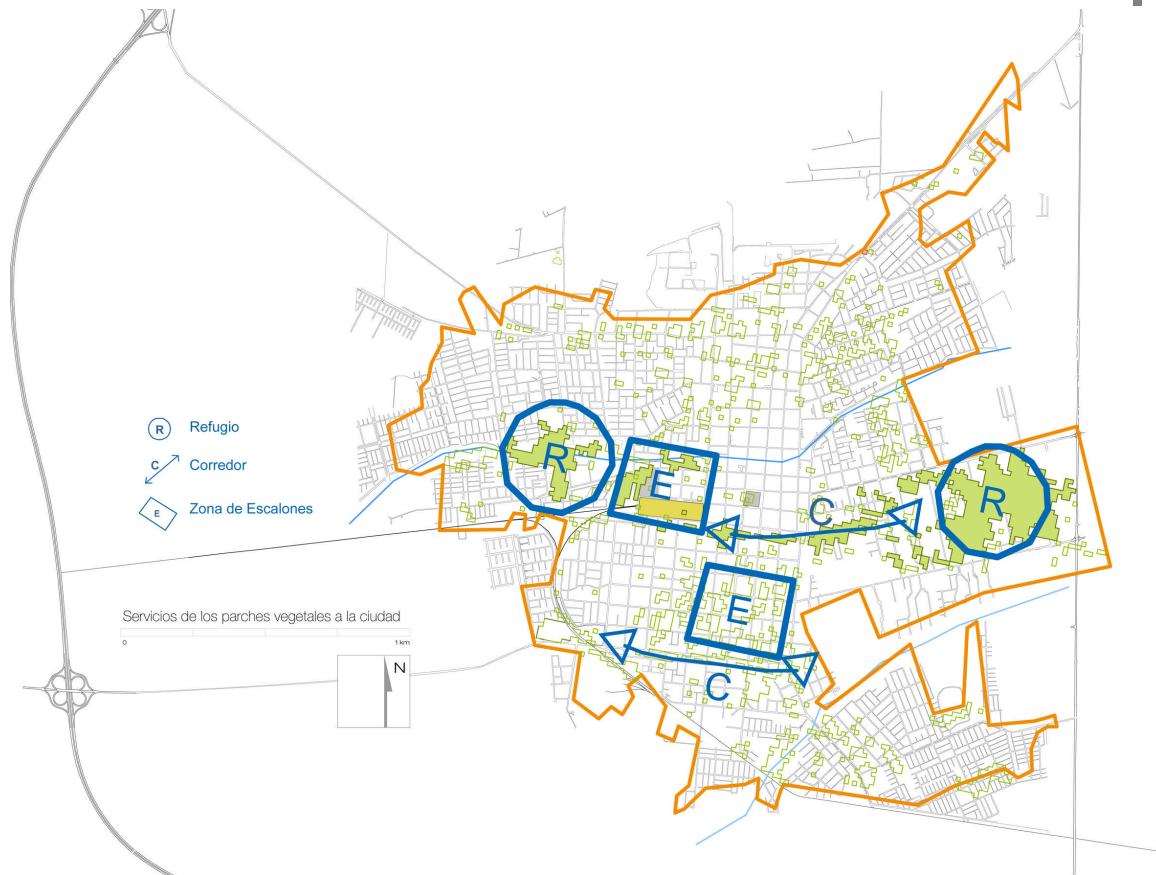 R
Refugio
C
Corredor
E
Zona de Escalones
R
E
C
R
E
C
Servicios de los parches vegetales a la ciudad
0
1 km
N